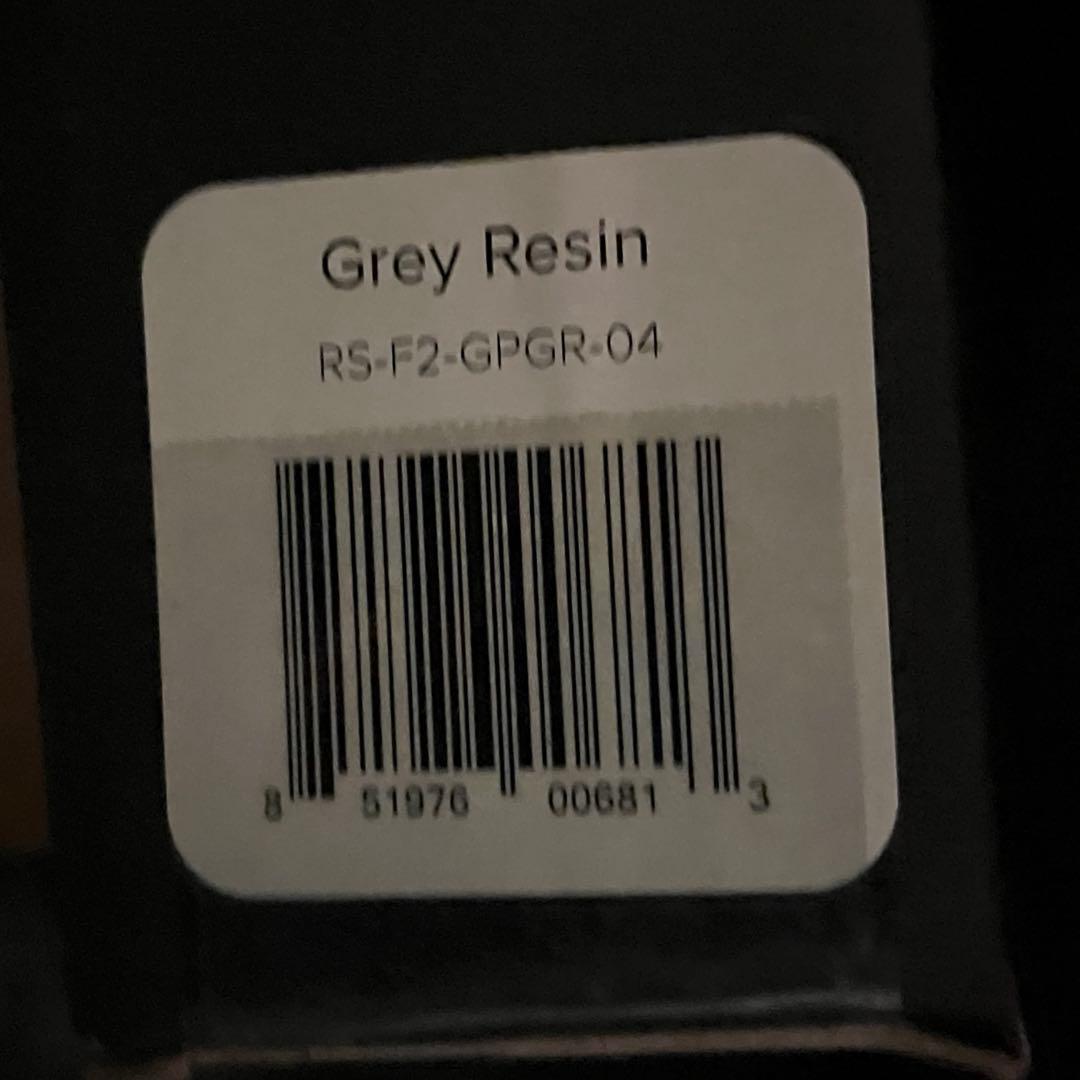 Grey Resin
RS-F2-GPGR-04
8 51976 00681 3